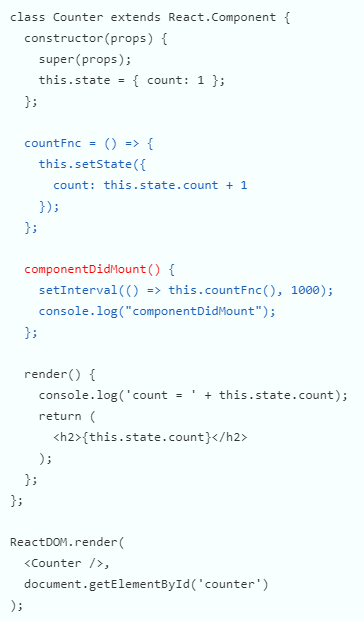 class Counter extends React.Component {
  constructor(props) {
    super(props);
    this.state = { count: 1 };
  };

  countFnc = () => {
    this.setState({
      count: this.state.count + 1
    });
  };

  componentDidMount() {
    setInterval(() => this.countFnc(), 1000);
    console.log("componentDidMount");
  };

  render() {
    console.log('count = ' + this.state.count);
    return (
      <h2>{this.state.count}</h2>
    );
  };
};

ReactDOM.render(
  <Counter />,
  document.getElementById('counter')
);